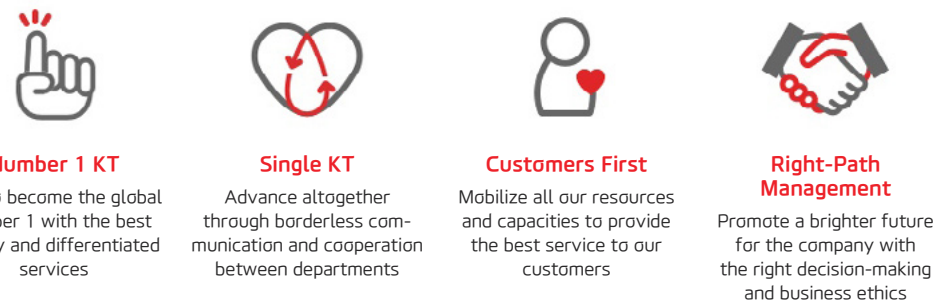 Number 1 KT
become the global
1 with the best
and differentiated
services
Single KT
Advance altogether
through borderless com-
munication and cooperation
between departments
Customers First
Mobilize all our resources
and capacities to provide
the best service to our
customers
Right-Path
Management
Promote a brighter future
for the company with
the right decision-making
and business ethics